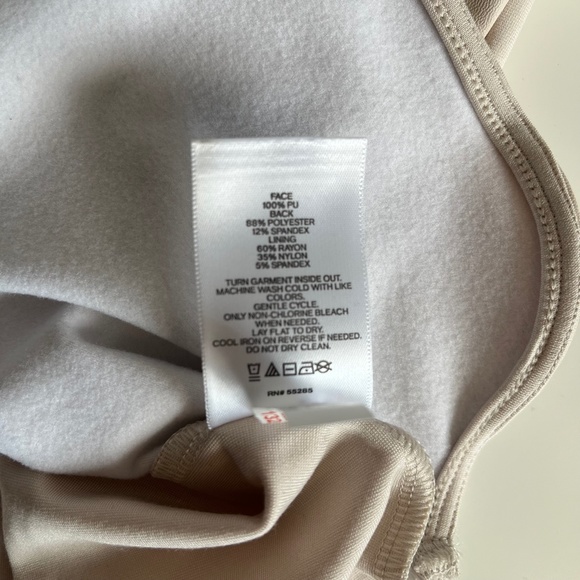 FACE
100% PU
BACK
88% POLYESTER
12% SPANDEX
LINING
60% RAYON
35% NYLON
5% SPANDEX
TURN GARMENT INSIDE OUT.
MACHINE WASH COLD WITH LIKE
COLORS.
GENTLE CYCLE.
ONLY NON-CHLORINE BLEACH
WHEN NEEDED.
LAY FLAT TO DRY.
COOL IRON ON REVERSE IF NEEDED.
DO NOT DRY CLEAN.
RN# 55285